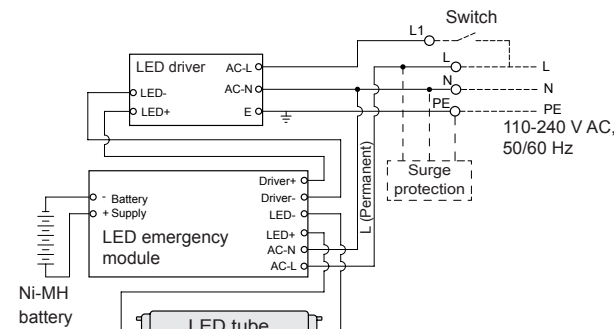 Switch
L1
LED driver
AC-L
L
L
LED-
AC-N
N
N
LED+
E
PE
PE
110-240 V AC,
50/60 Hz
L (Permanent)
Surge
protection
Driver+
- Battery
Driver-
+ Supply
LED-
LED emergency
module
LED+
AC-N
AC-L
Ni-MH
battery
LED tube